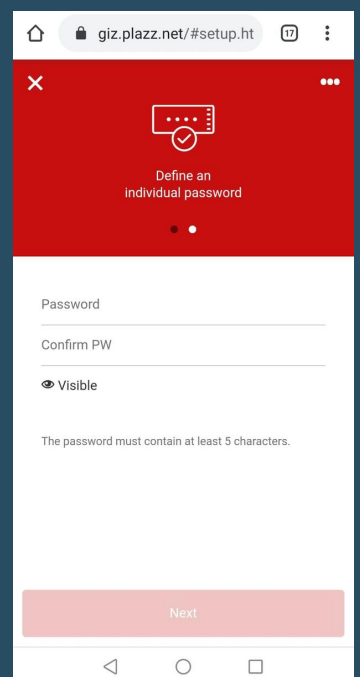 giz.plazz.net/#setup.ht
17
Define an
individual password
Password
Confirm PW
Visible
The password must contain at least 5 characters.
Next